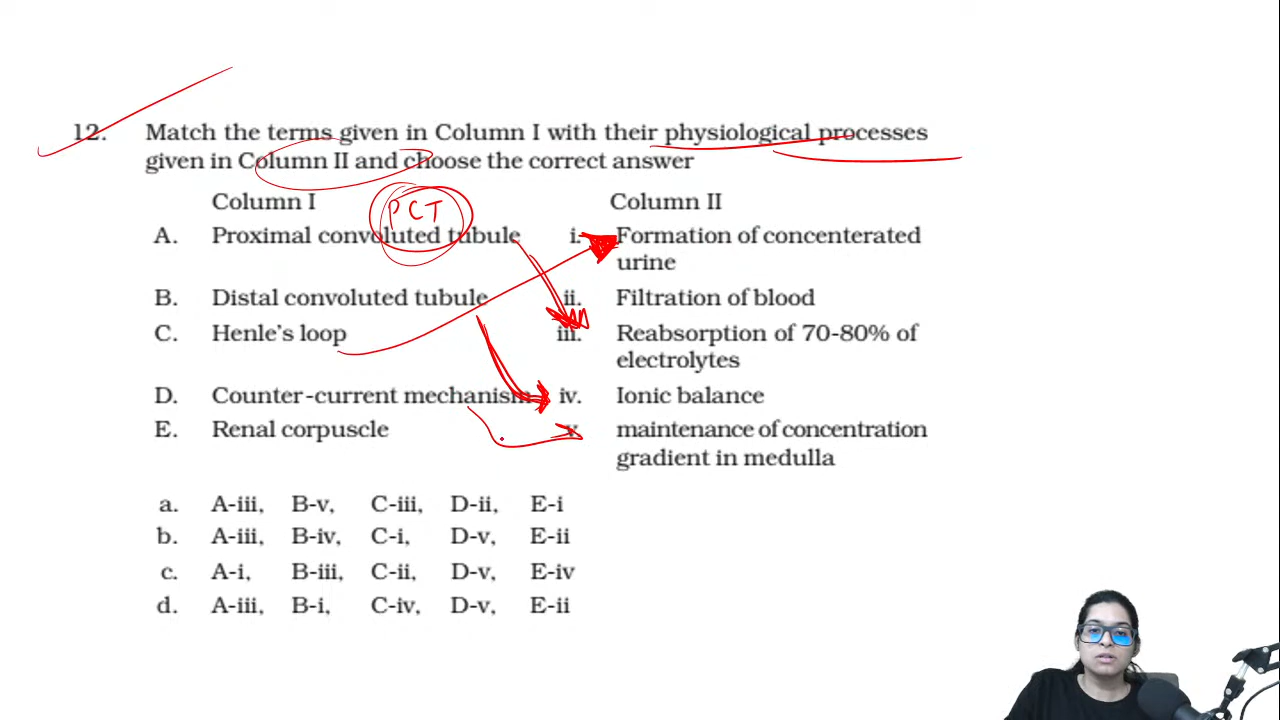 12. Match the terms given in Column I with their physiological processes
given in Column II and choose the correct answer
Column I Column II
PCT
A. Proximal convoluted tubule i. Formation of concenterated
urine
B. Distal convoluted tubule ii. Filtration of blood
C. Henle's loop iii. Reabsorption of 70-80% of
electrolytes
D. Counter-current mechanism iv. Ionic balance
E. Renal corpuscle v. maintenance of concentration
gradient in medulla
a. A-iii, B-v, C-iii, D-ii, E-i
b. A-iii, B-iv, C-i, D-v, E-ii
c. A-i, B-iii, C-ii, D-v, E-iv
d. A-iii, B-i, C-iv, D-v, E-ii